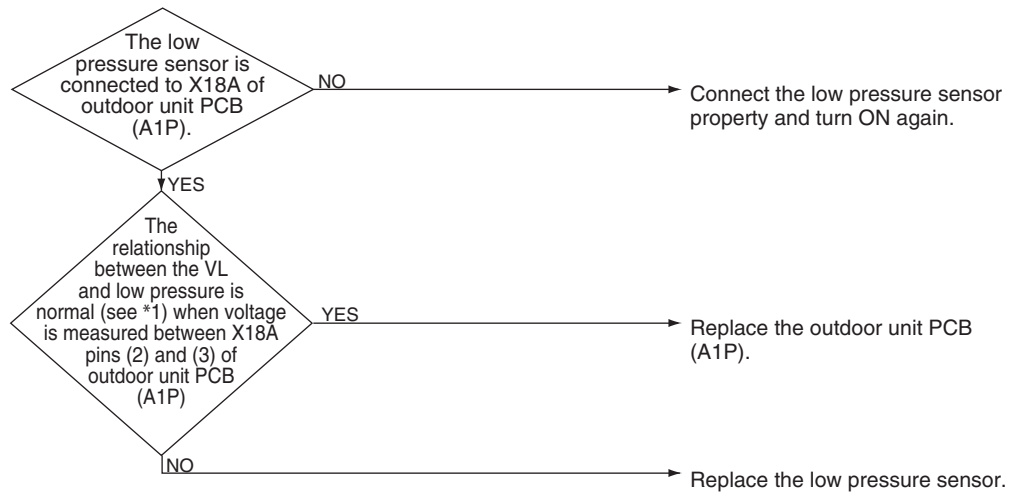 The low
pressure sensor is
connected to X18A of
outdoor unit PCB
(A1P).
NO
Connect the low pressure sensor
property and turn ON again.
YES
The
relationship
between the VL
and low pressure is
normal (see *1) when voltage
is measured between X18A
pins (2) and (3) of
outdoor unit PCB
(A1P)
YES
Replace the outdoor unit PCB
(A1P).
NO
Replace the low pressure sensor.